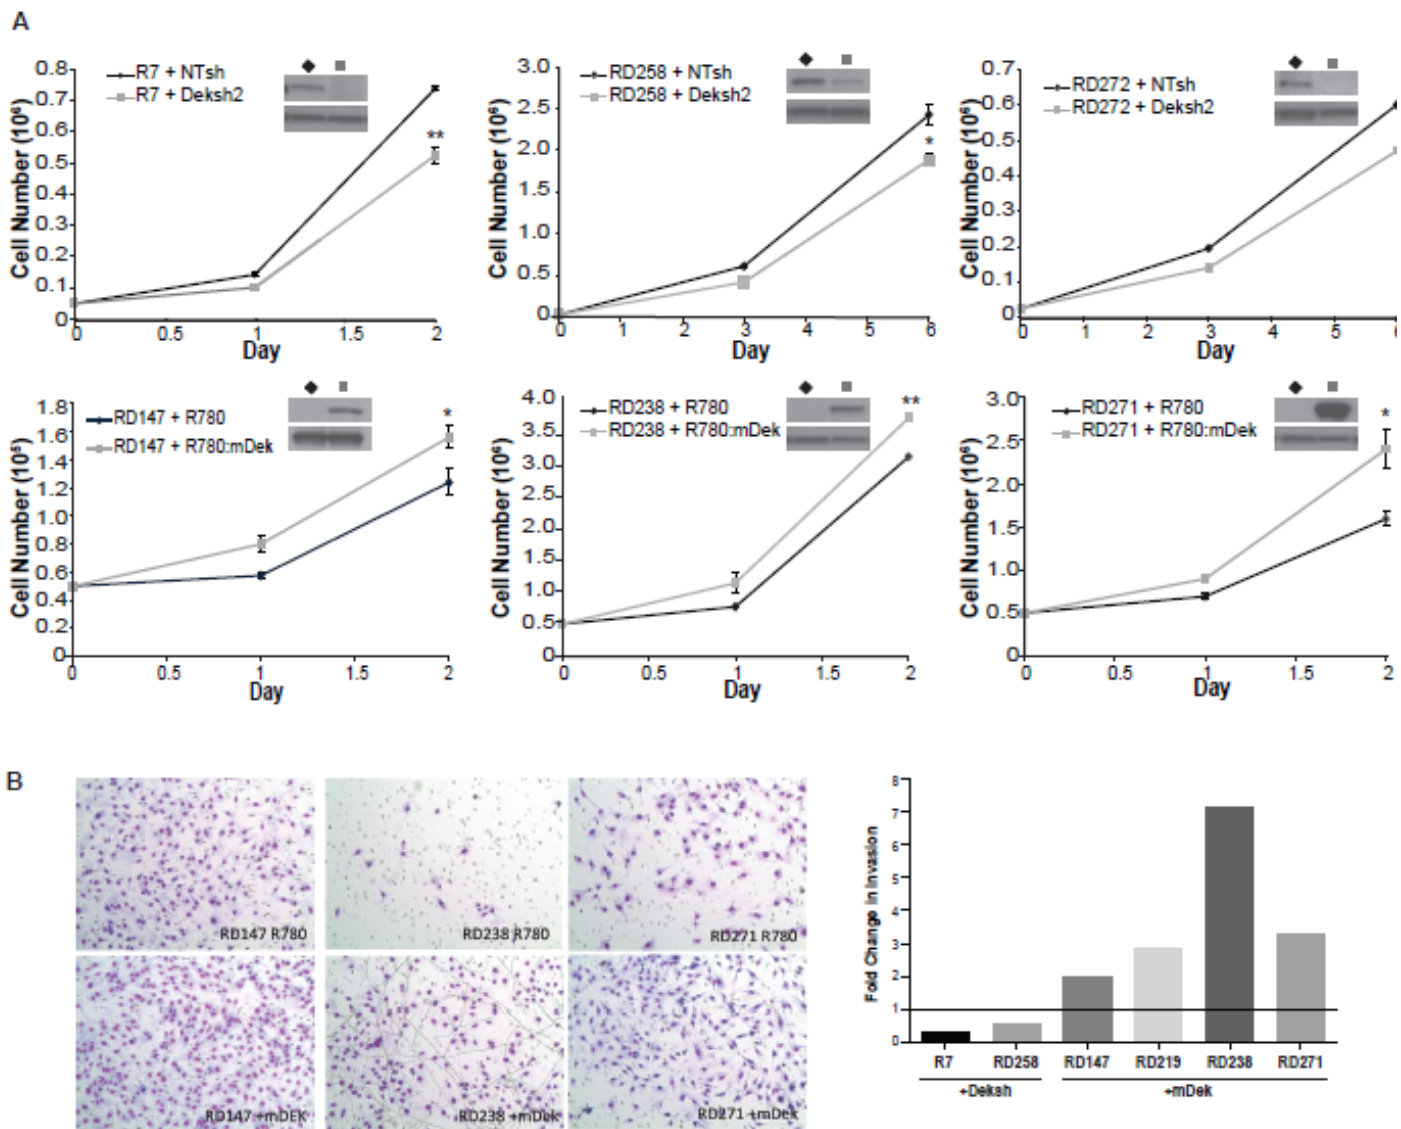 A
R7 + NTsh
R7 + Deksh2
**
Cell Number (10⁶)
0.8
0.7
0.6
0.5
0.4
0.3
0.2
0.1
0
0 0.5 1 1.5 2
Day
RD258 + NTsh
RD258 + Deksh2
*
Cell Number (10⁶)
3.0
2.5
2.0
1.5
1.0
0.5
0
0 1 2 3 4 5 6
Day
RD272 + NTsh
RD272 + Deksh2
Cell Number (10⁶)
0.7
0.6
0.5
0.4
0.3
0.2
0.1
0
0 1 2 3 4 5 6
Day
RD147 + R780
RD147 + R780:mDek
*
Cell Number (10⁶)
1.8
1.6
1.4
1.2
1.0
0.8
0.6
0.4
0.2
0
0 0.5 1 1.5 2
Day
RD238 + R780
RD238 + R780:mDek
**
Cell Number (10⁶)
4.0
3.5
3.0
2.5
2.0
1.5
1.0
0.5
0
0 0.5 1 1.5 2
Day
RD271 + R780
RD271 + R780:mDek
*
Cell Number (10⁶)
3.0
2.5
2.0
1.5
1.0
0.5
0
0 0.5 1 1.5 2
Day
B
RD147 R780
RD238 R780
RD271 R780
RD147 +mDEK
RD238 +mDek
RD271 +mDek
Fold Change in Invasion
8
7
6
5
4
3
2
1
0
R7 RD258 RD147 RD219 RD238 RD271
+Deksh +mDek